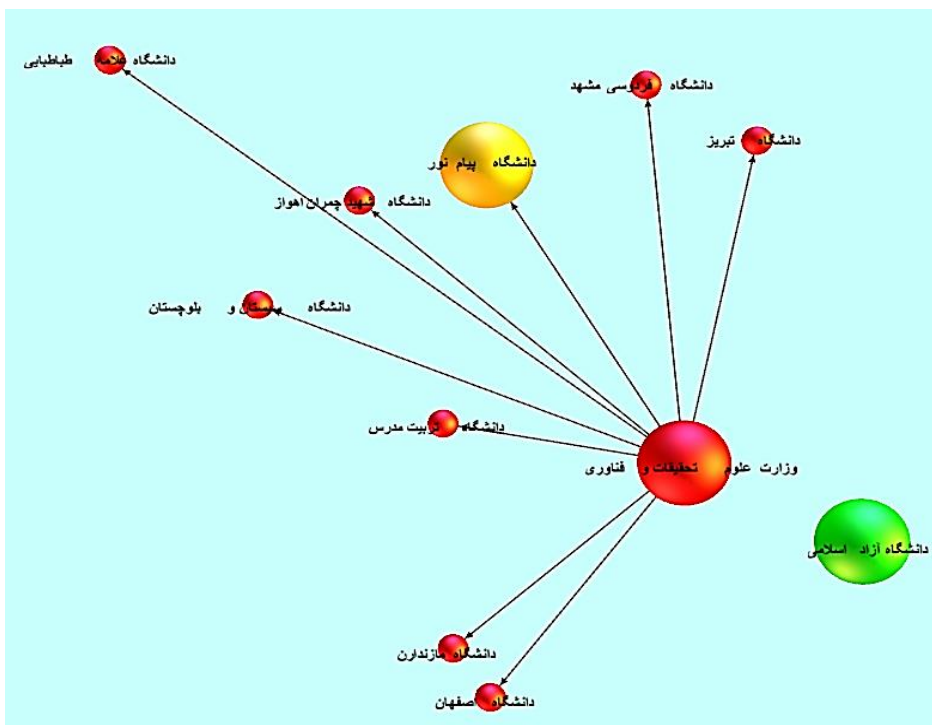 دانشگاه علامه طباطبایی
دانشگاه فردوسی مشهد
دانشگاه تبریز
دانشگاه پیام نور
دانشگاه شهید چمران اهواز
دانشگاه سیستان و بلوچستان
دانشگاه تربیت مدرس
وزارت علوم تحقیقات و فناوری
دانشگاه آزاد اسلامی
دانشگاه مازندارن
دانشگاه صفهان